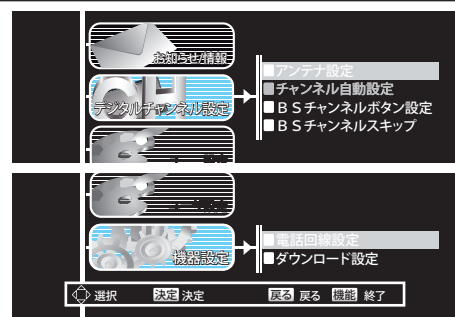 お知らせ/情報
デジタルチャンネル設定
アンテナ設定
チャンネル自動設定
BSチャンネルボタン設定
BSチャンネルスキップ
機器設定
電話回線設定
ダウンロード設定
選択 決定 決定 戻る 戻る 機能 終了